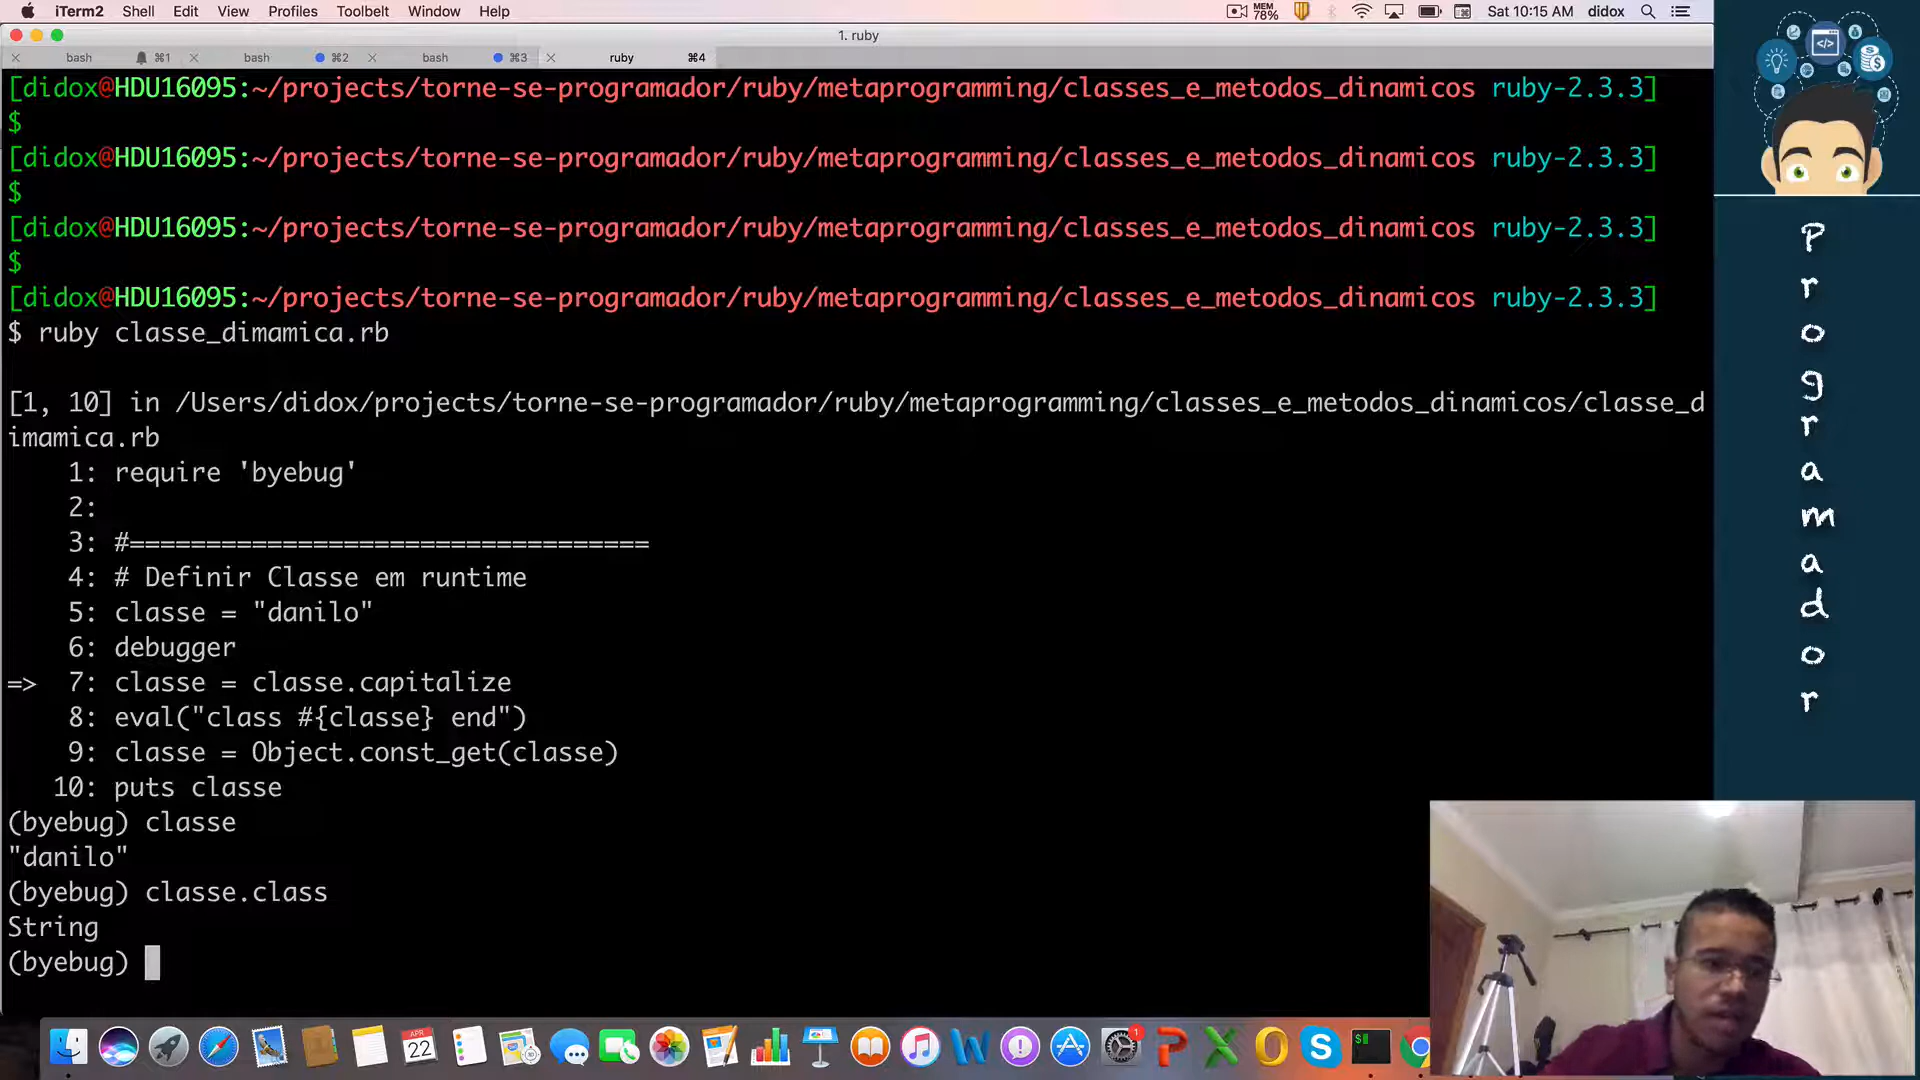 iTerm2 Shell Edit View Profiles Toolbelt Window Help MEM 78% Sat 10:15 AM didox
1. ruby
bash ⌘1 bash ⌘2 bash ⌘3 ruby ⌘4
[didox@HDU16095:~/projects/torne-se-programador/ruby/metaprogramming/classes_e_metodos_dinamicos ruby-2.3.3]
$
[didox@HDU16095:~/projects/torne-se-programador/ruby/metaprogramming/classes_e_metodos_dinamicos ruby-2.3.3]
$
[didox@HDU16095:~/projects/torne-se-programador/ruby/metaprogramming/classes_e_metodos_dinamicos ruby-2.3.3]
$
[didox@HDU16095:~/projects/torne-se-programador/ruby/metaprogramming/classes_e_metodos_dinamicos ruby-2.3.3]
$ ruby classe_dimamica.rb
[1, 10] in /Users/didox/projects/torne-se-programador/ruby/metaprogramming/classes_e_metodos_dinamicos/classe_d
imamica.rb
1: require 'byebug'
2:
3: #==================================
4: # Definir Classe em runtime
5: classe = "danilo"
6: debugger
=> 7: classe = classe.capitalize
8: eval("class #{classe} end")
9: classe = Object.const_get(classe)
10: puts classe
(byebug) classe
"danilo"
(byebug) classe.class
String
(byebug)
Programador
APR
22
1